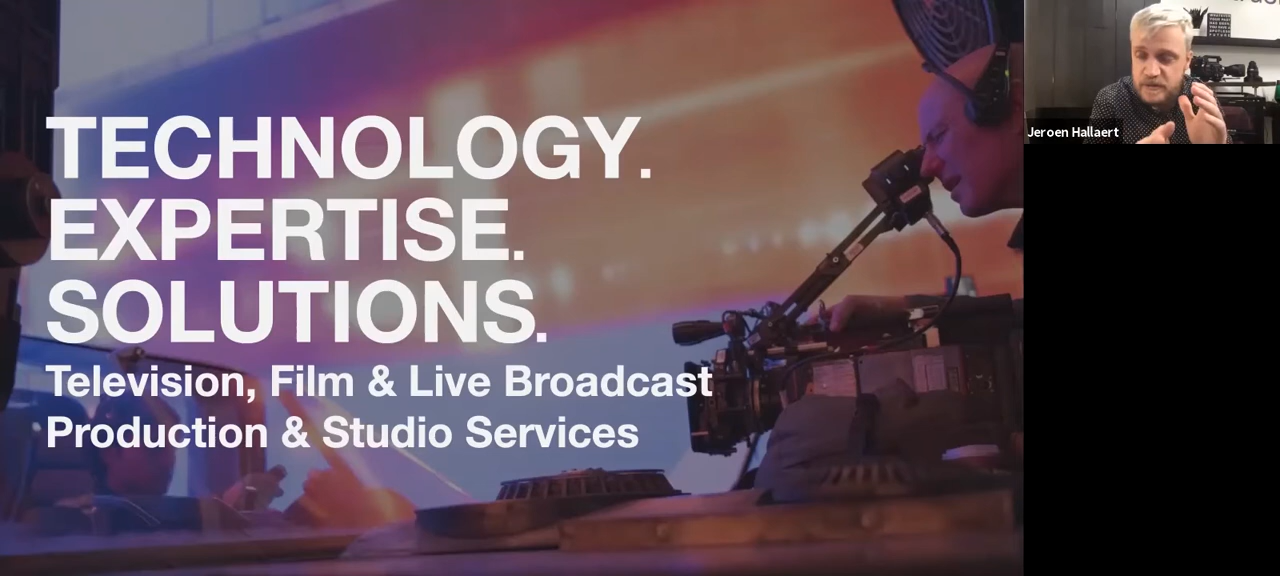 TECHNOLOGY.
EXPERTISE.
SOLUTIONS.
Television, Film & Live Broadcast
Production & Studio Services
Jeroen Hallaert